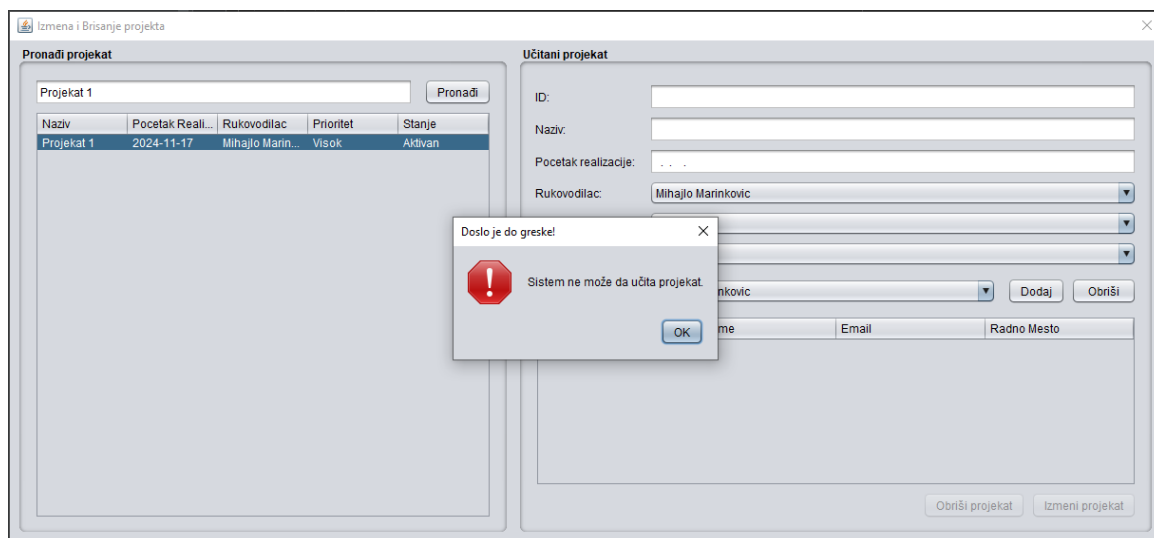 Izmena i Brisanje projekta
Pronađi projekat
Projekat 1
Pronađi
Naziv Pocetak Reali... Rukovodilac Prioritet Stanje
Projekat 1 2024-11-17 Mihajlo Marin... Visok Aktivan
Učitani projekat
ID:
Naziv:
Pocetak realizacije: . . .
Rukovodilac: Mihajlo Marinkovic
nkovic Dodaj Obriši
me Email Radno Mesto
Obriši projekat Izmeni projekat
Doslo je do greske!
Sistem ne može da učita projekat.
OK